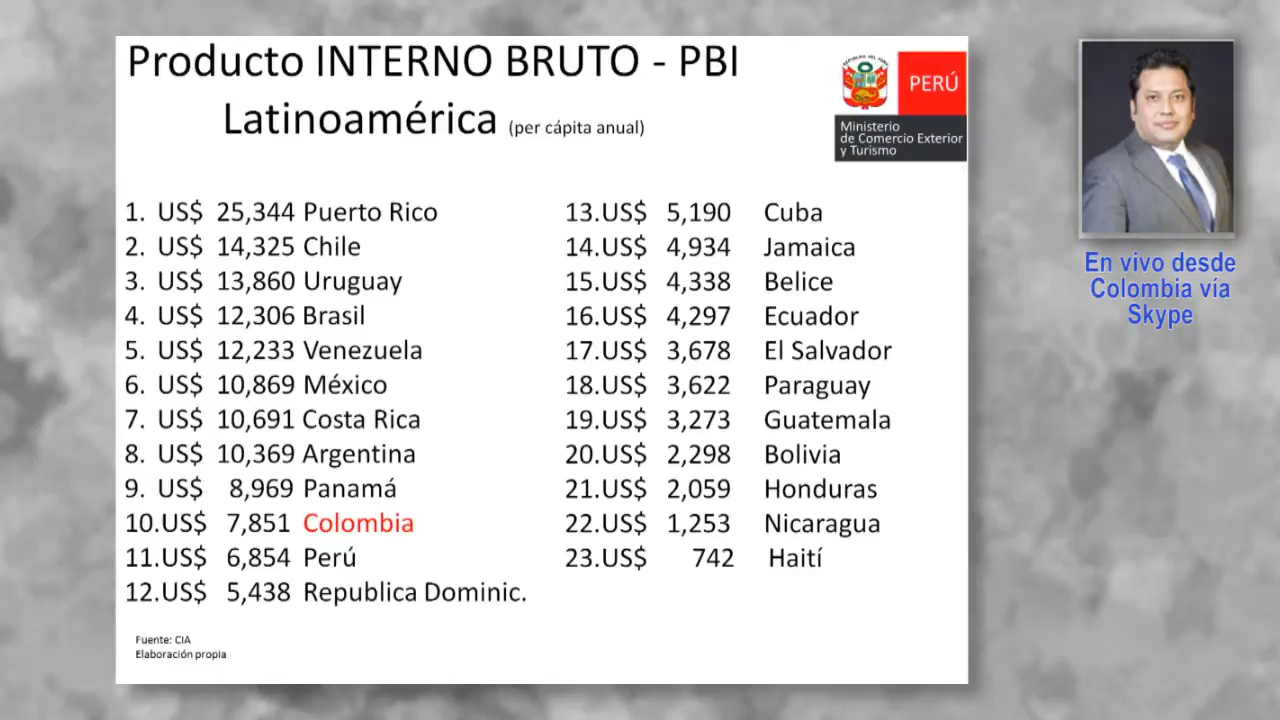 Producto INTERNO BRUTO - PBI
Latinoamérica (per cápita anual)
PERÚ
Ministerio
de Comercio Exterior
y Turismo
1. US$ 25,344 Puerto Rico
2. US$ 14,325 Chile
3. US$ 13,860 Uruguay
4. US$ 12,306 Brasil
5. US$ 12,233 Venezuela
6. US$ 10,869 México
7. US$ 10,691 Costa Rica
8. US$ 10,369 Argentina
9. US$ 8,969 Panamá
10.US$ 7,851 Colombia
11.US$ 6,854 Perú
12.US$ 5,438 Republica Dominic.
13.US$ 5,190 Cuba
14.US$ 4,934 Jamaica
15.US$ 4,338 Belice
16.US$ 4,297 Ecuador
17.US$ 3,678 El Salvador
18.US$ 3,622 Paraguay
19.US$ 3,273 Guatemala
20.US$ 2,298 Bolivia
21.US$ 2,059 Honduras
22.US$ 1,253 Nicaragua
23.US$ 742 Haití
Fuente: CIA
Elaboración propia
En vivo desde
Colombia vía
Skype